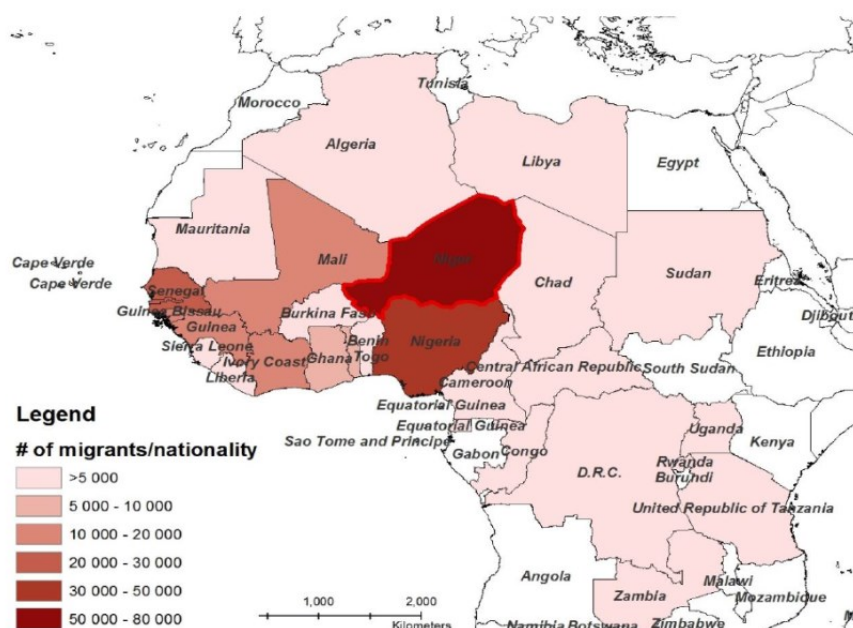 Tunisia
Morocco
Algeria
Libya
Egypt
Mauritania
Mali
Niger
Cape Verde
Cape Verde
Senegal
Chad
Sudan
Eritrea
Guinea Bissau
Burkina Faso
Djibouti
Guinea
Sierra Leone
Ivory Coast
Ghana
Benin
Togo
Nigeria
Liberia
Central African Republic
South Sudan
Ethiopia
Cameroon
Equatorial Guinea
Equatorial Guinea
Sao Tome and Principe
Gabon
Congo
Uganda
Kenya
D.R.C.
Rwanda
Burundi
United Republic of Tanzania
Angola
Malawi
Zambia
Mozambique
Namibia
Botswana
Zimbabwe
Legend
# of migrants/nationality
>5 000
5 000 - 10 000
10 000 - 20 000
20 000 - 30 000
30 000 - 50 000
50 000 - 80 000
1,000
2,000
Kilometers